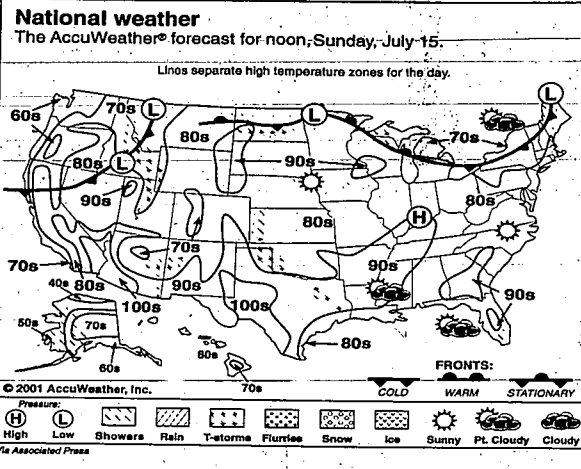 National weather
The AccuWeather® forecast for noon, Sunday, July 15.
Lines separate high temperature zones for the day.
60s
70s
L
L
L
80s
70s
80s
L
90s
90s
80s
80s
H
70s
70s
80s
90s
90s
100s
100s
90s
80s
40s
50s
70s
60s
80s
70s
FRONTS:
COLD WARM STATIONARY
© 2001 AccuWeather, Inc.
Pressure:
H L
High Low Showers Rain T-storms Flurries Snow Ice Sunny Pt. Cloudy Cloudy
Via Associated Press